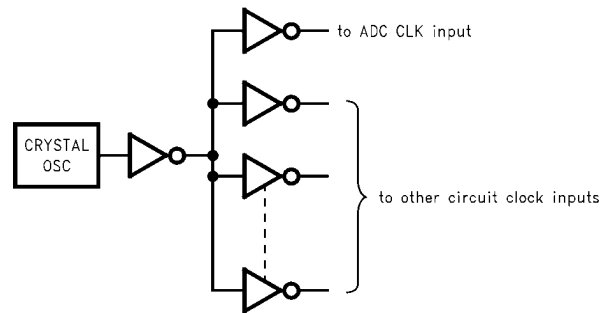 to ADC CLK input
CRYSTAL
OSC
to other circuit clock inputs